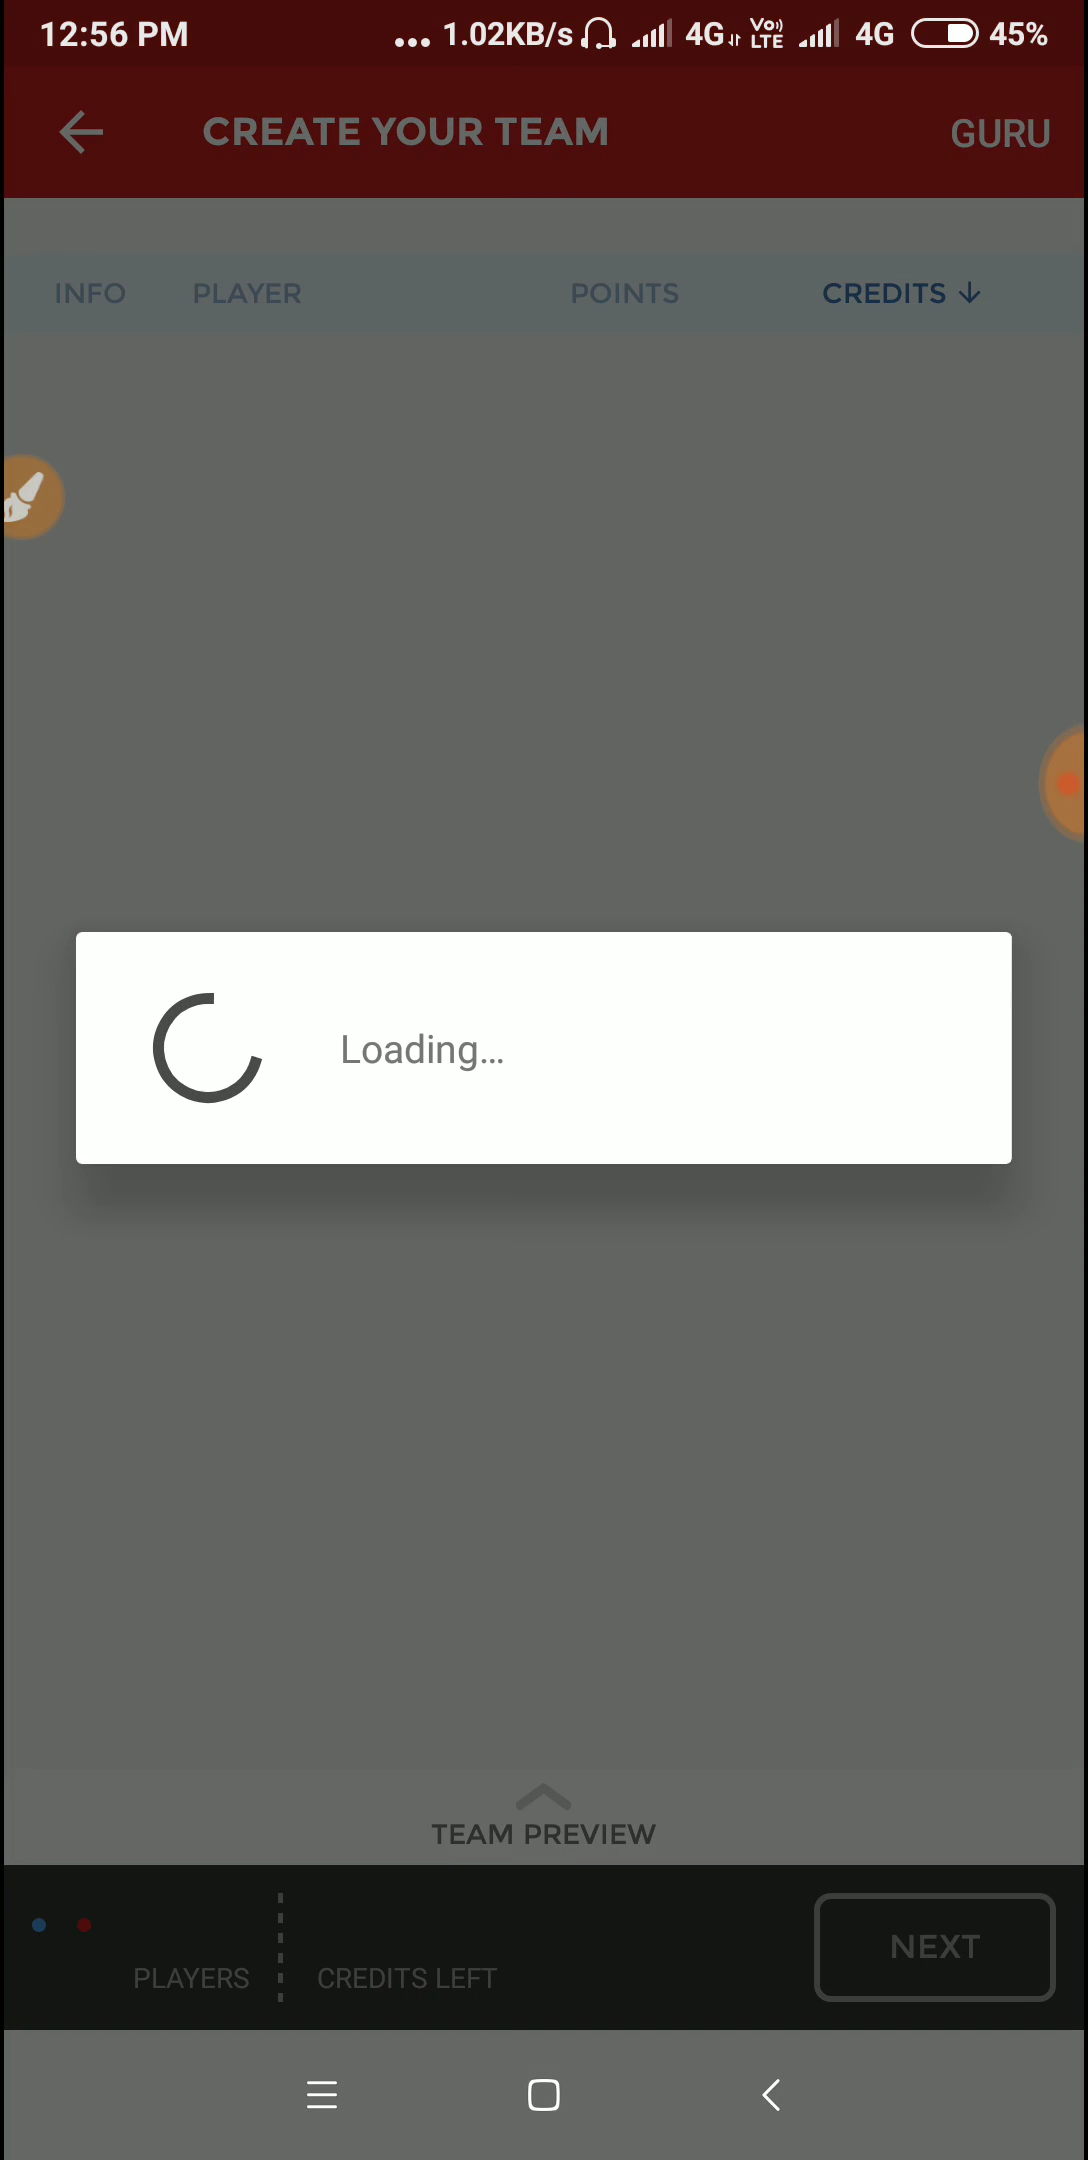 12:56 PM ... 1.02KB/s 4G VoLTE 4G 45%
CREATE YOUR TEAM GURU
INFO PLAYER POINTS CREDITS ↓
Loading...
TEAM PREVIEW
PLAYERS CREDITS LEFT NEXT